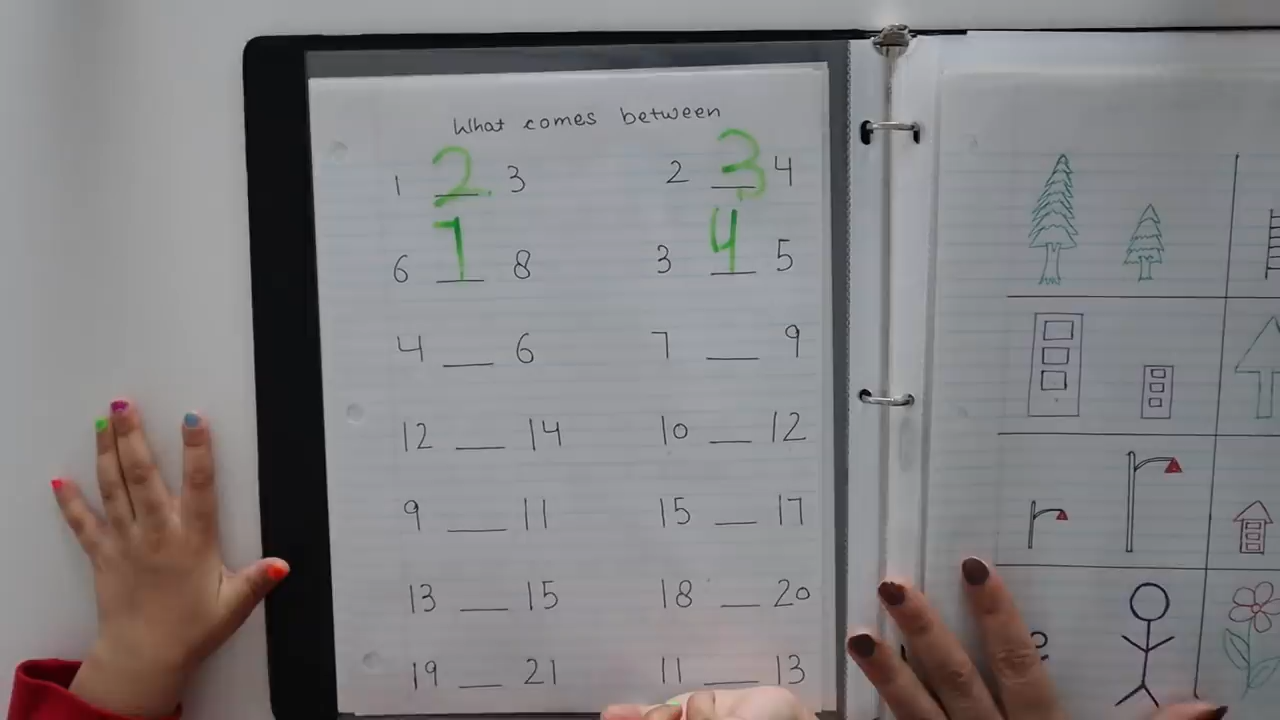 What comes between
1 2 3 2 3 4
6 7 8 3 4 5
4 __ 6 7 __ 9
12 __ 14 10 __ 12
9 __ 11 15 __ 17
13 __ 15 18 __ 20
19 __ 21 11 __ 13